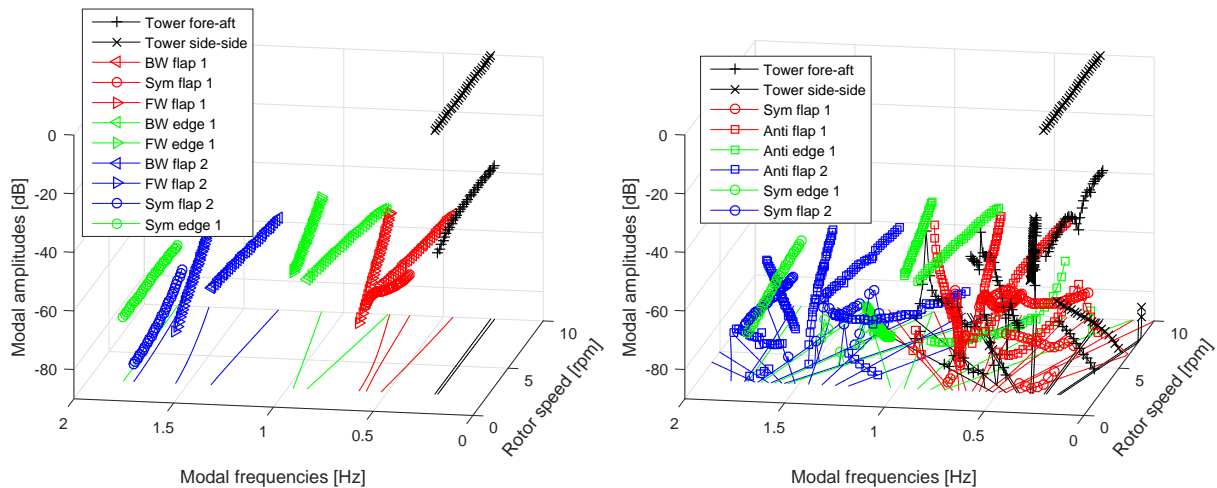 Tower fore-aft
Tower side-side
BW flap 1
Sym flap 1
FW flap 1
BW edge 1
FW edge 1
BW flap 2
FW flap 2
Sym flap 2
Sym edge 1
0
-20
-40
-60
-80
Modal amplitudes [dB]
2
1.5
1
0.5
0
Modal frequencies [Hz]
0
5
10
Rotor speed [rpm]
Tower fore-aft
Tower side-side
Sym flap 1
Anti flap 1
Anti edge 1
Anti flap 2
Sym edge 1
Sym flap 2
0
-20
-40
-60
-80
Modal amplitudes [dB]
2
1.5
1
0.5
0
Modal frequencies [Hz]
0
5
10
Rotor speed [rpm]